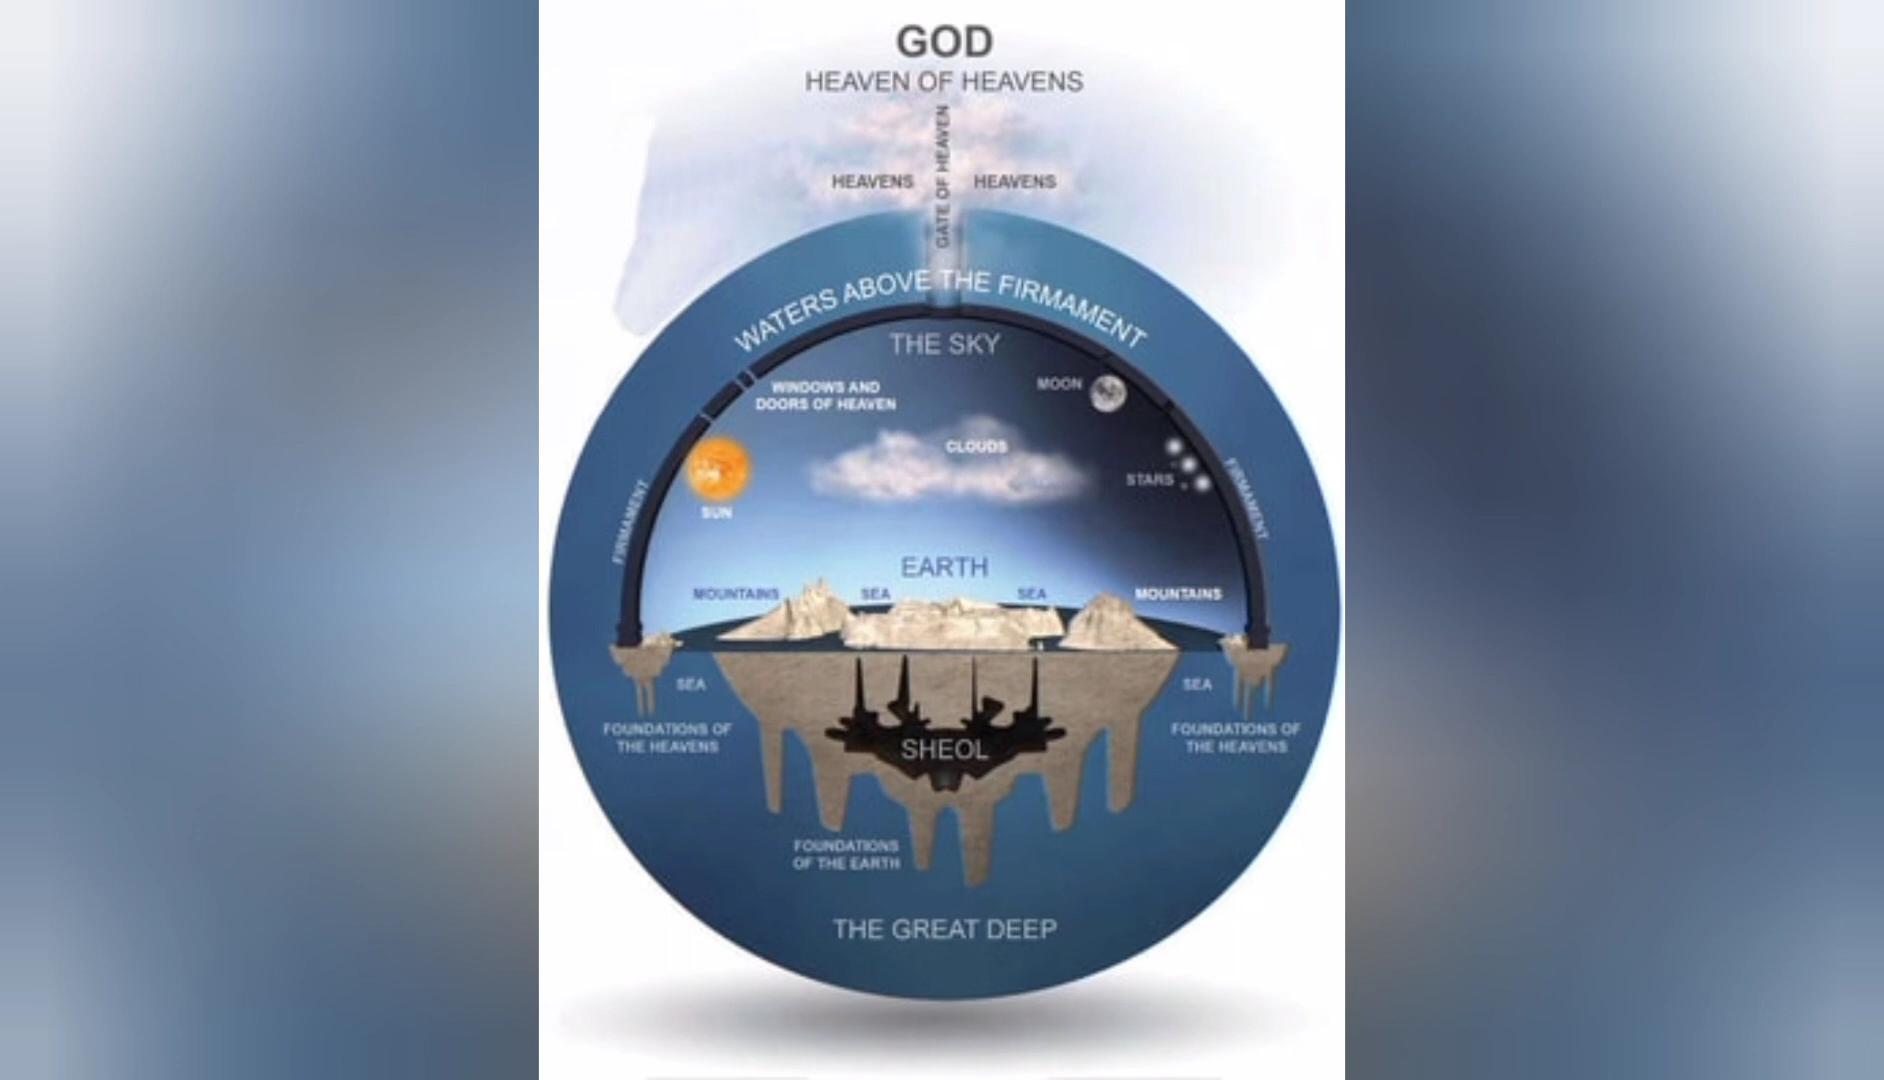 GOD
HEAVEN OF HEAVENS
GATE OF HEAVEN
HEAVENS
HEAVENS
WATERS ABOVE THE FIRMAMENT
THE SKY
WINDOWS AND
DOORS OF HEAVEN
MOON
CLOUDS
STARS
SUN
FIRMAMENT
FIRMAMENT
EARTH
MOUNTAINS
SEA
SEA
MOUNTAINS
SEA
SEA
FOUNDATIONS OF
THE HEAVENS
FOUNDATIONS OF
THE HEAVENS
SHEOL
FOUNDATIONS
OF THE EARTH
THE GREAT DEEP